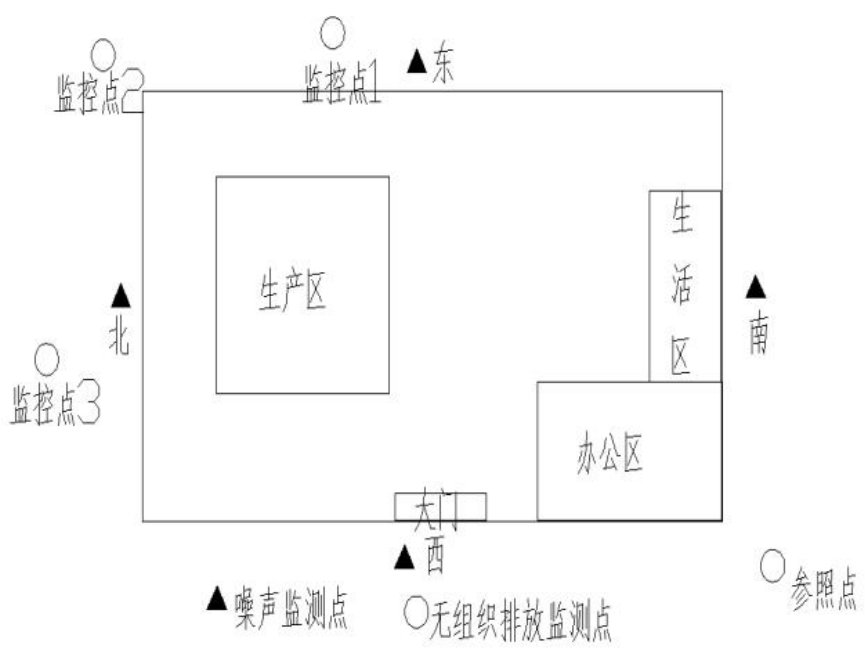 东
监控点1
监控点2
生产区
生活区
北
南
监控点3
办公区
大门
西
参照点
噪声监测点
无组织排放监测点